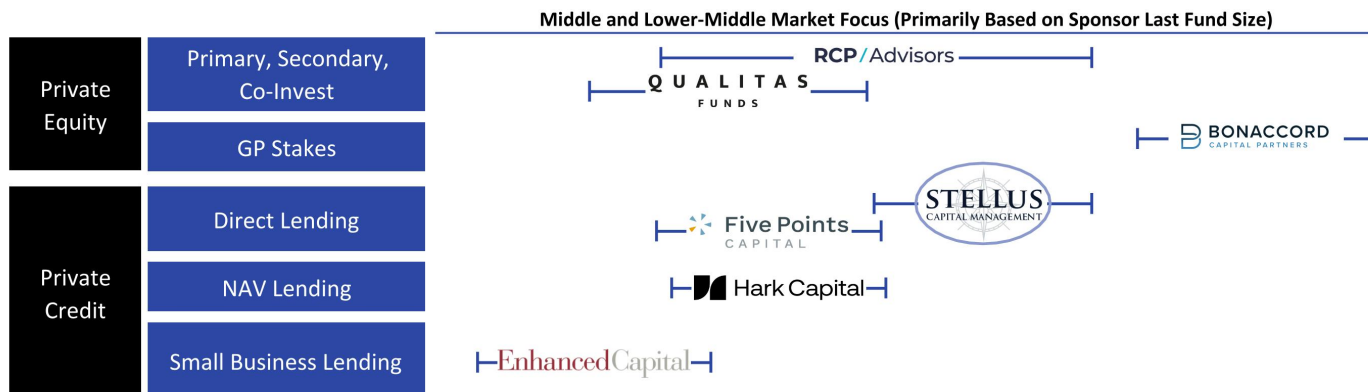 Middle and Lower-Middle Market Focus (Primarily Based on Sponsor Last Fund Size)
Private
Equity
Primary, Secondary,
Co-Invest
RCP/Advisors
QUALITAS
FUNDS
GP Stakes
BONACCORD
CAPITAL PARTNERS
Private
Credit
Direct Lending
STELLUS
CAPITAL MANAGEMENT
Five Points
CAPITAL
NAV Lending
Hark Capital
Small Business Lending
EnhancedCapital